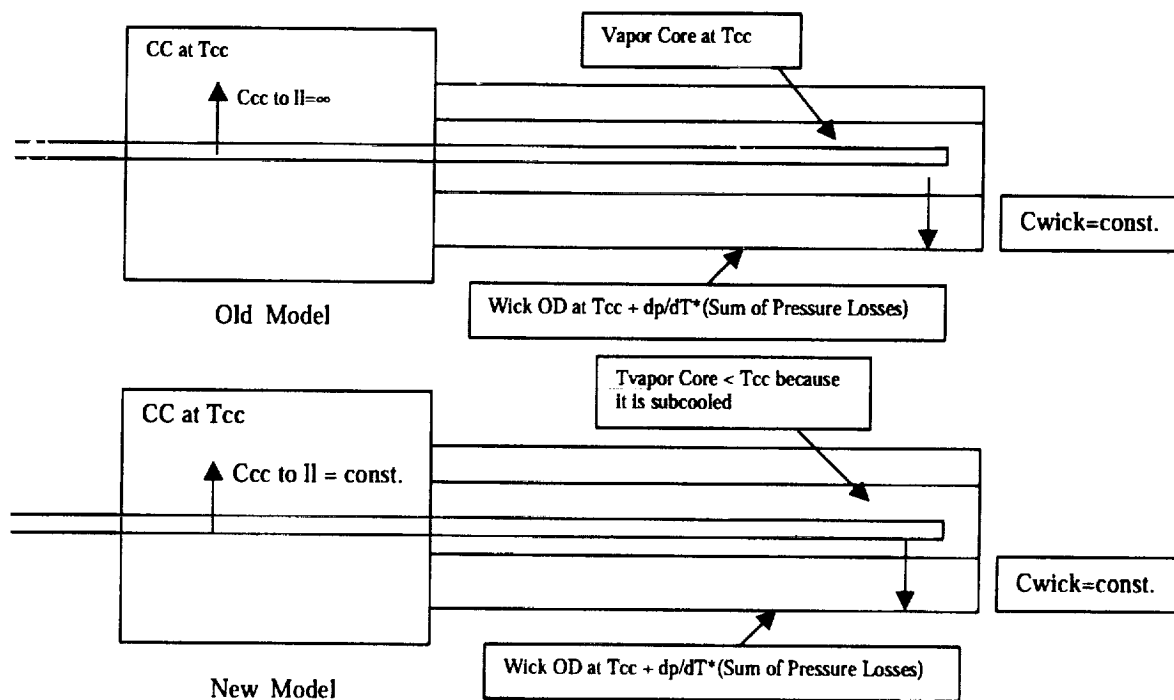 CC at Tcc
Vapor Core at Tcc
Ccc to ll=∞
Cwick=const.
Wick OD at Tcc + dp/dT*(Sum of Pressure Losses)
Old Model
Tvapor Core < Tcc because
it is subcooled
CC at Tcc
Ccc to ll = const.
Cwick=const.
Wick OD at Tcc + dp/dT*(Sum of Pressure Losses)
New Model